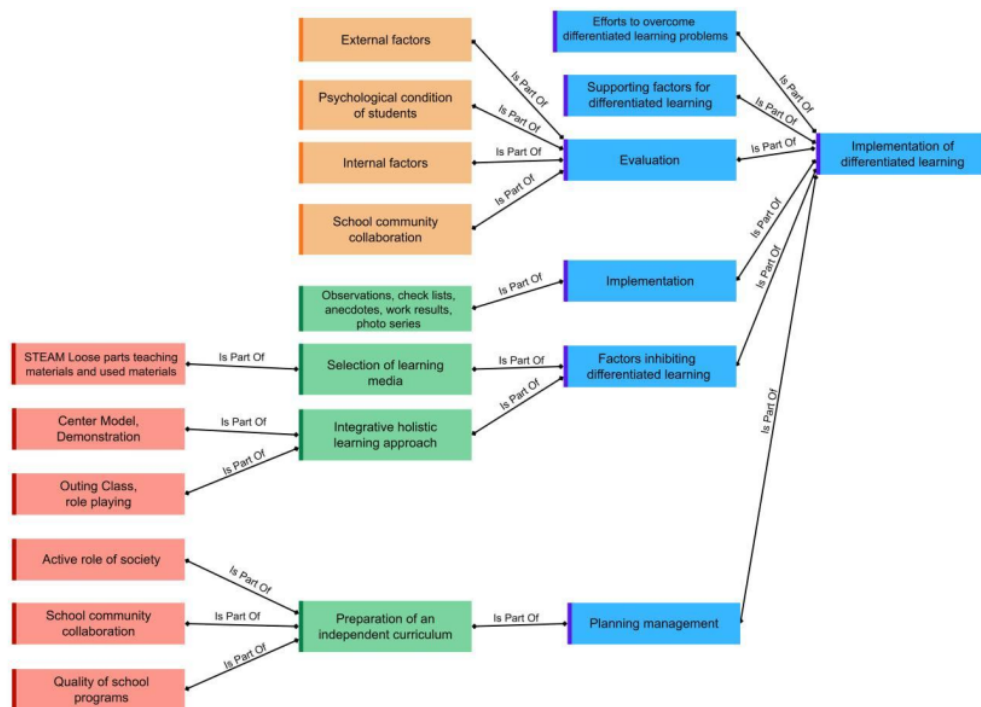 External factors
Efforts to overcome
differentiated learning problems
Is Part Of
Is Part Of
Psychological condition
of students
Supporting factors for
differentiated learning
Is Part Of
Is Part Of
Internal factors
Is Part Of
Evaluation
Is Part Of
Implementation of
differentiated learning
School community
collaboration
Is Part Of
Is Part Of
Observations, check lists,
anecdotes, work results,
photo series
Is Part Of
Implementation
Is Part Of
STEAM Loose parts teaching
materials and used materials
Is Part Of
Selection of learning
media
Is Part Of
Factors inhibiting
differentiated learning
Is Part Of
Center Model,
Demonstration
Is Part Of
Integrative holistic
learning approach
Is Part Of
Is Part Of
Outing Class,
role playing
Active role of society
Is Part Of
School community
collaboration
Is Part Of
Preparation of an
independent curriculum
Is Part Of
Planning management
Is Part Of
Quality of school
programs